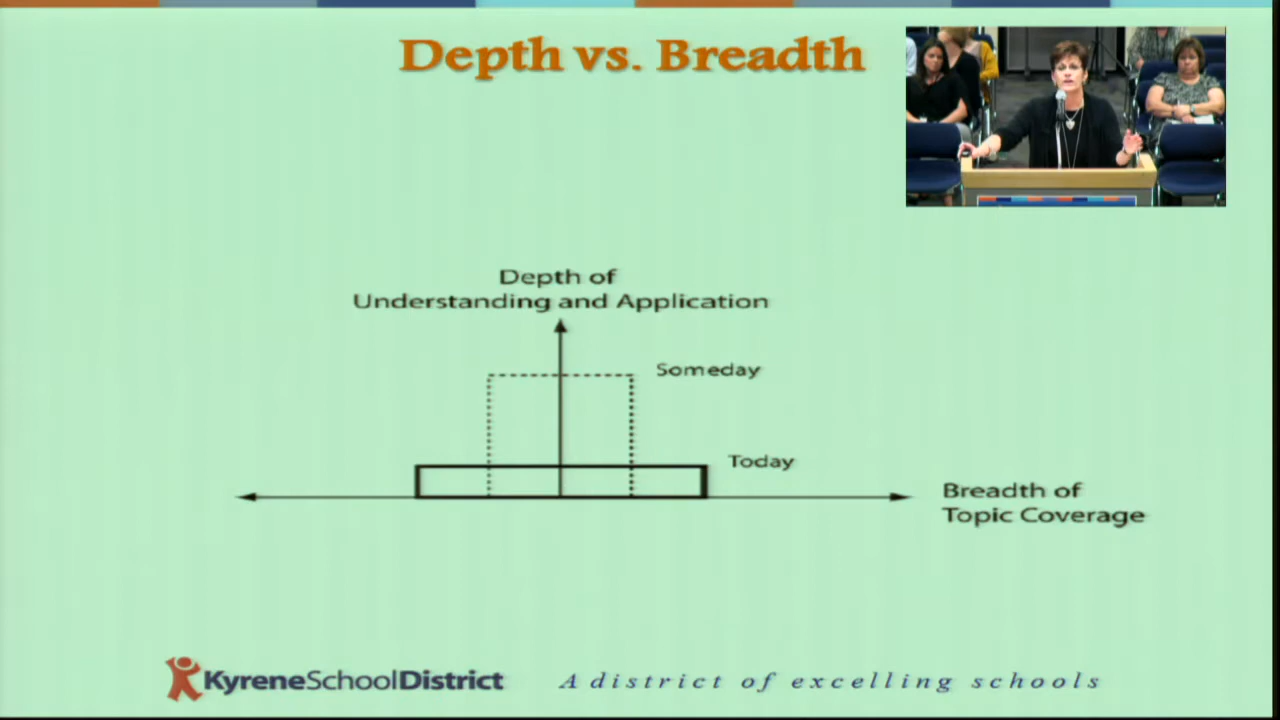 Depth vs. Breadth
Depth of
Understanding and Application
Someday
Today
Breadth of
Topic Coverage
KyreneSchoolDistrict
A district of excelling schools